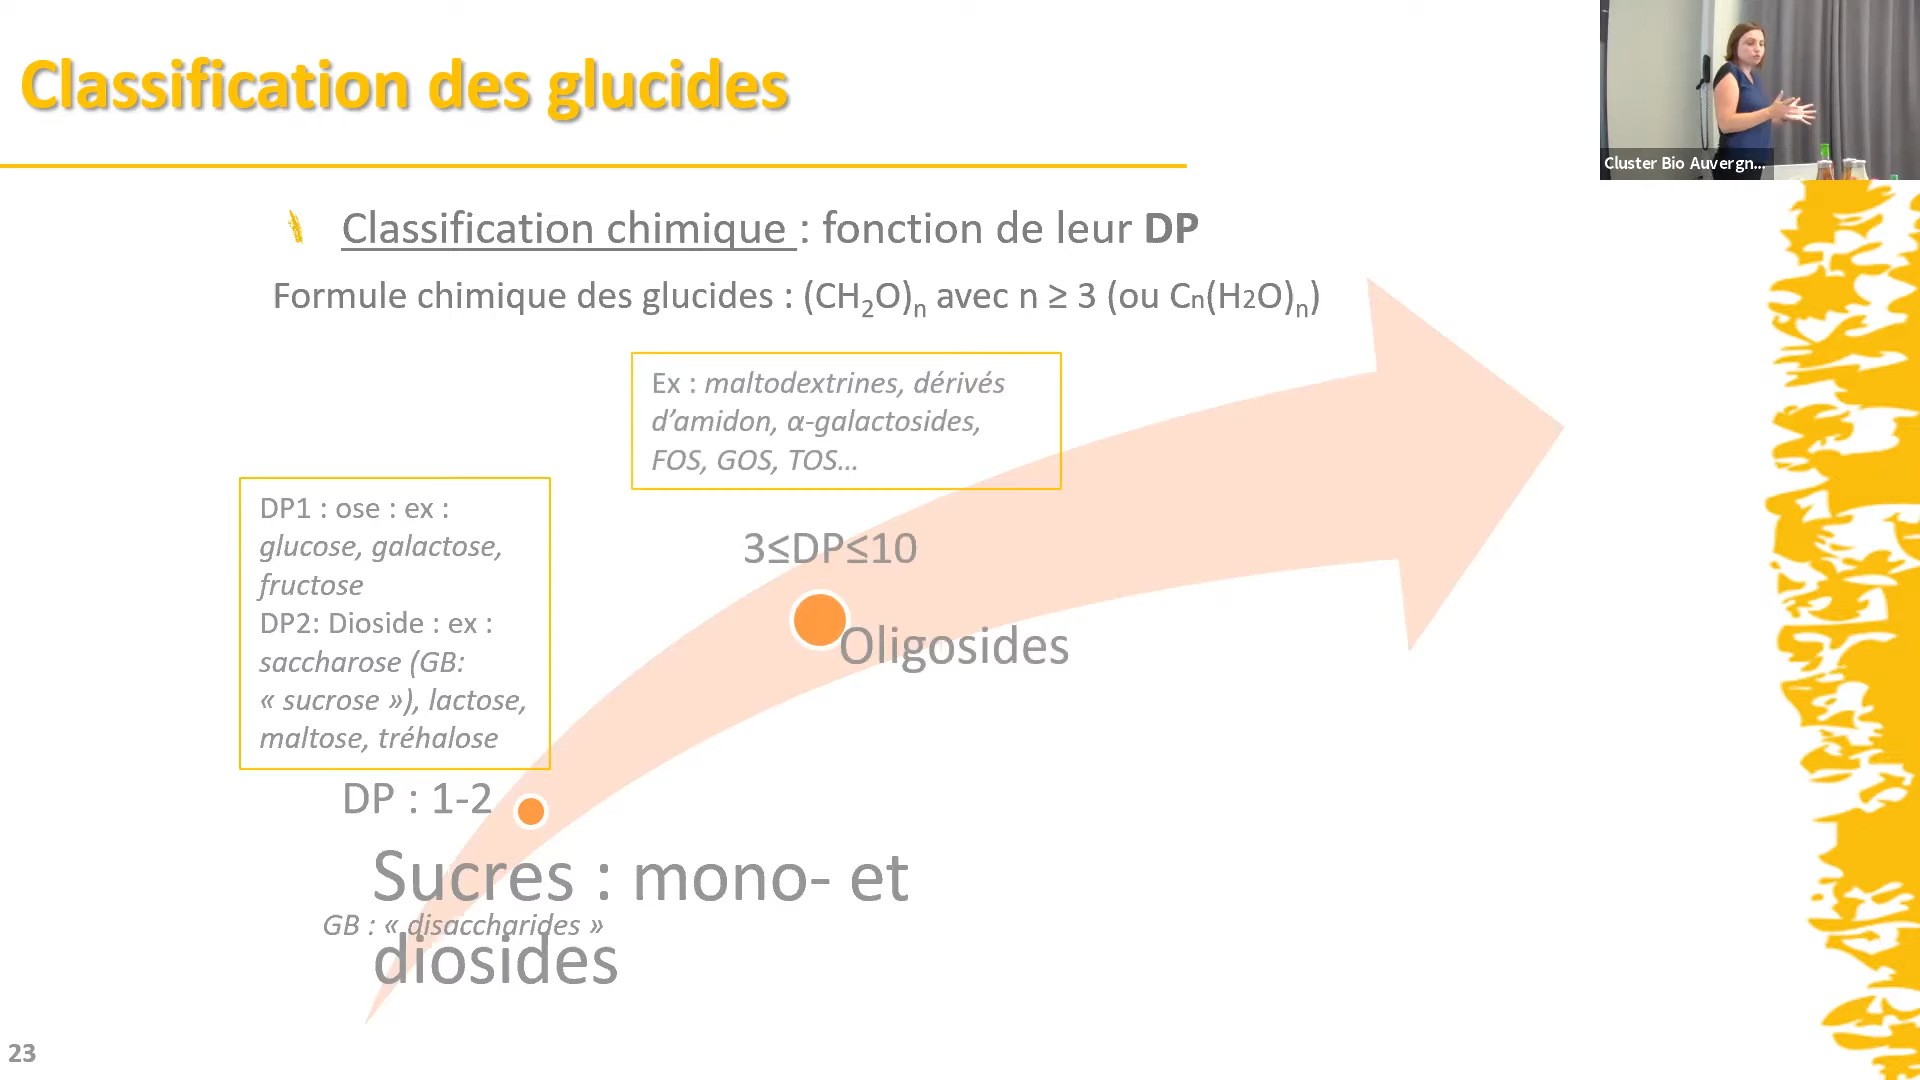 Classification des glucides
Cluster Bio Auvergn...
Classification chimique : fonction de leur DP
Formule chimique des glucides : (CH₂O)ₙ avec n ≥ 3 (ou Cn(H2O)ₙ)
Ex : maltodextrines, dérivés
d’amidon, α-galactosides,
FOS, GOS, TOS…
DP1 : ose : ex :
glucose, galactose,
fructose
DP2: Dioside : ex :
saccharose (GB:
« sucrose »), lactose,
maltose, tréhalose
3≤DP≤10
Oligosides
DP : 1-2
Sucres : mono- et
GB : « disaccharides »
diosides
23